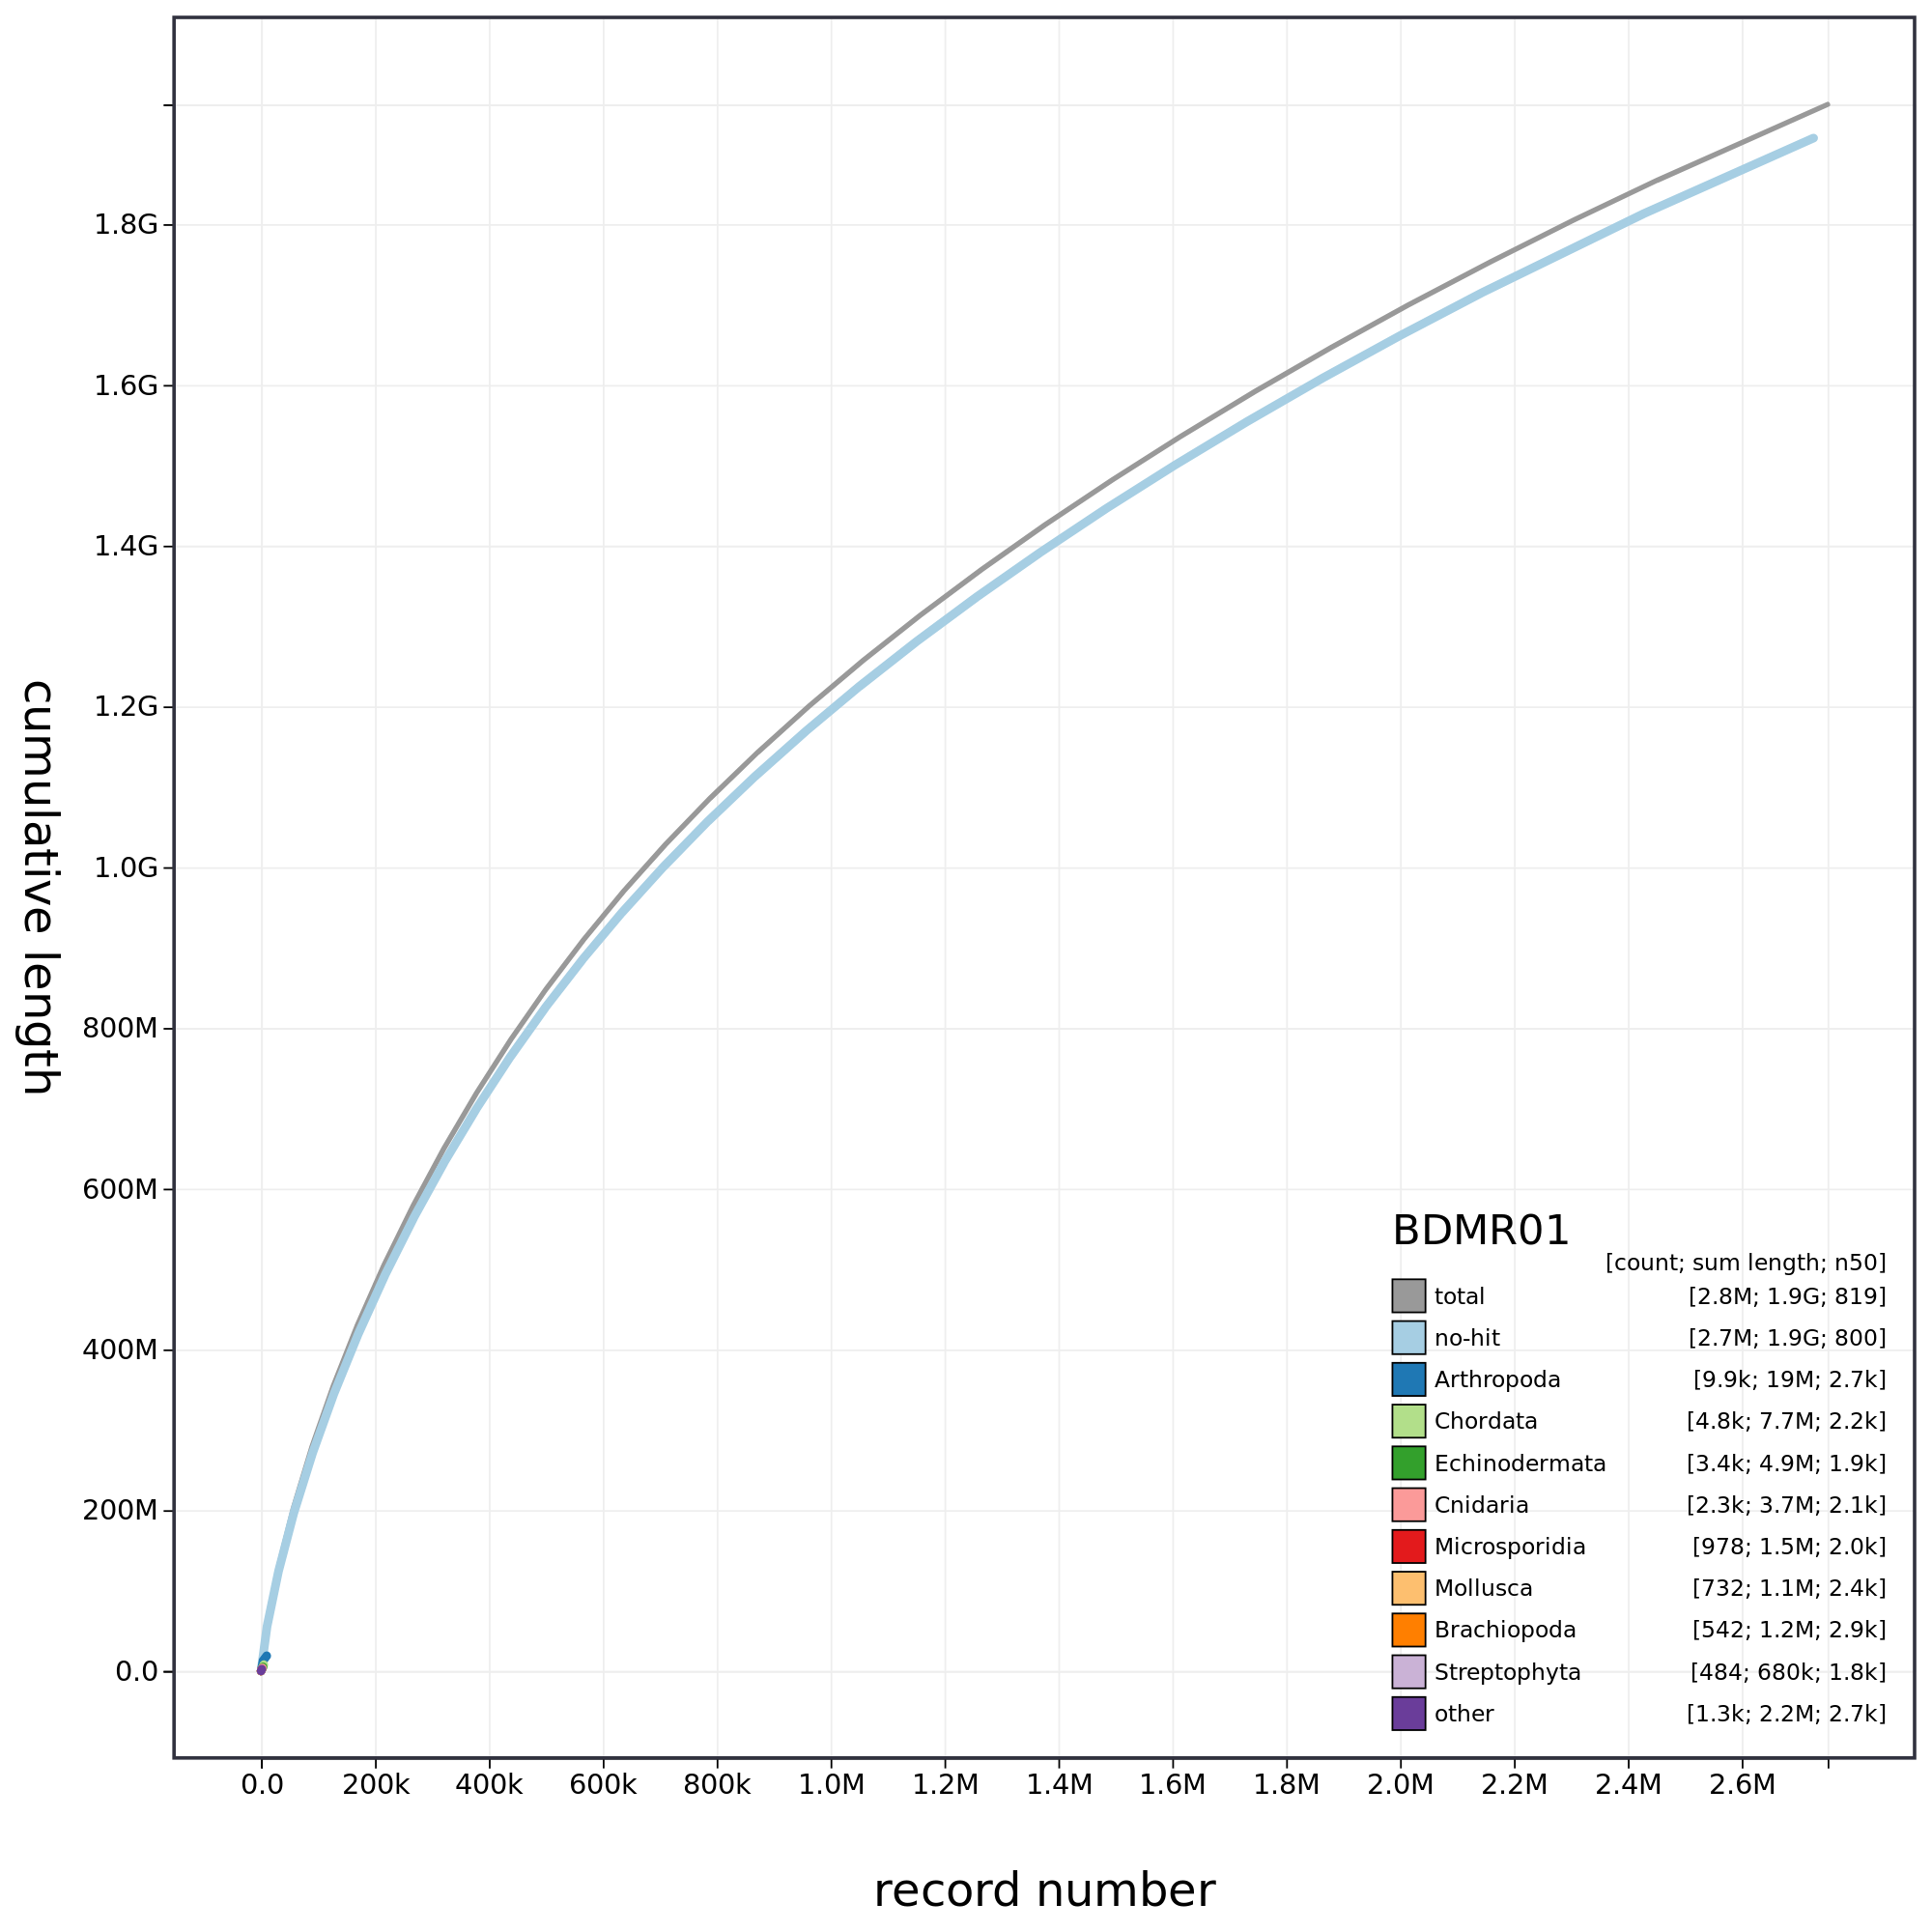 cumulative length
1.8G
1.6G
1.4G
1.2G
1.0G
800M
600M
400M
200M
0.0
BDMR01
[count; sum length; n50]
total [2.8M; 1.9G; 819]
no-hit [2.7M; 1.9G; 800]
Arthropoda [9.9k; 19M; 2.7k]
Chordata [4.8k; 7.7M; 2.2k]
Echinodermata [3.4k; 4.9M; 1.9k]
Cnidaria [2.3k; 3.7M; 2.1k]
Microsporidia [978; 1.5M; 2.0k]
Mollusca [732; 1.1M; 2.4k]
Brachiopoda [542; 1.2M; 2.9k]
Streptophyta [484; 680k; 1.8k]
other [1.3k; 2.2M; 2.7k]
0.0 200k 400k 600k 800k 1.0M 1.2M 1.4M 1.6M 1.8M 2.0M 2.2M 2.4M 2.6M
record number